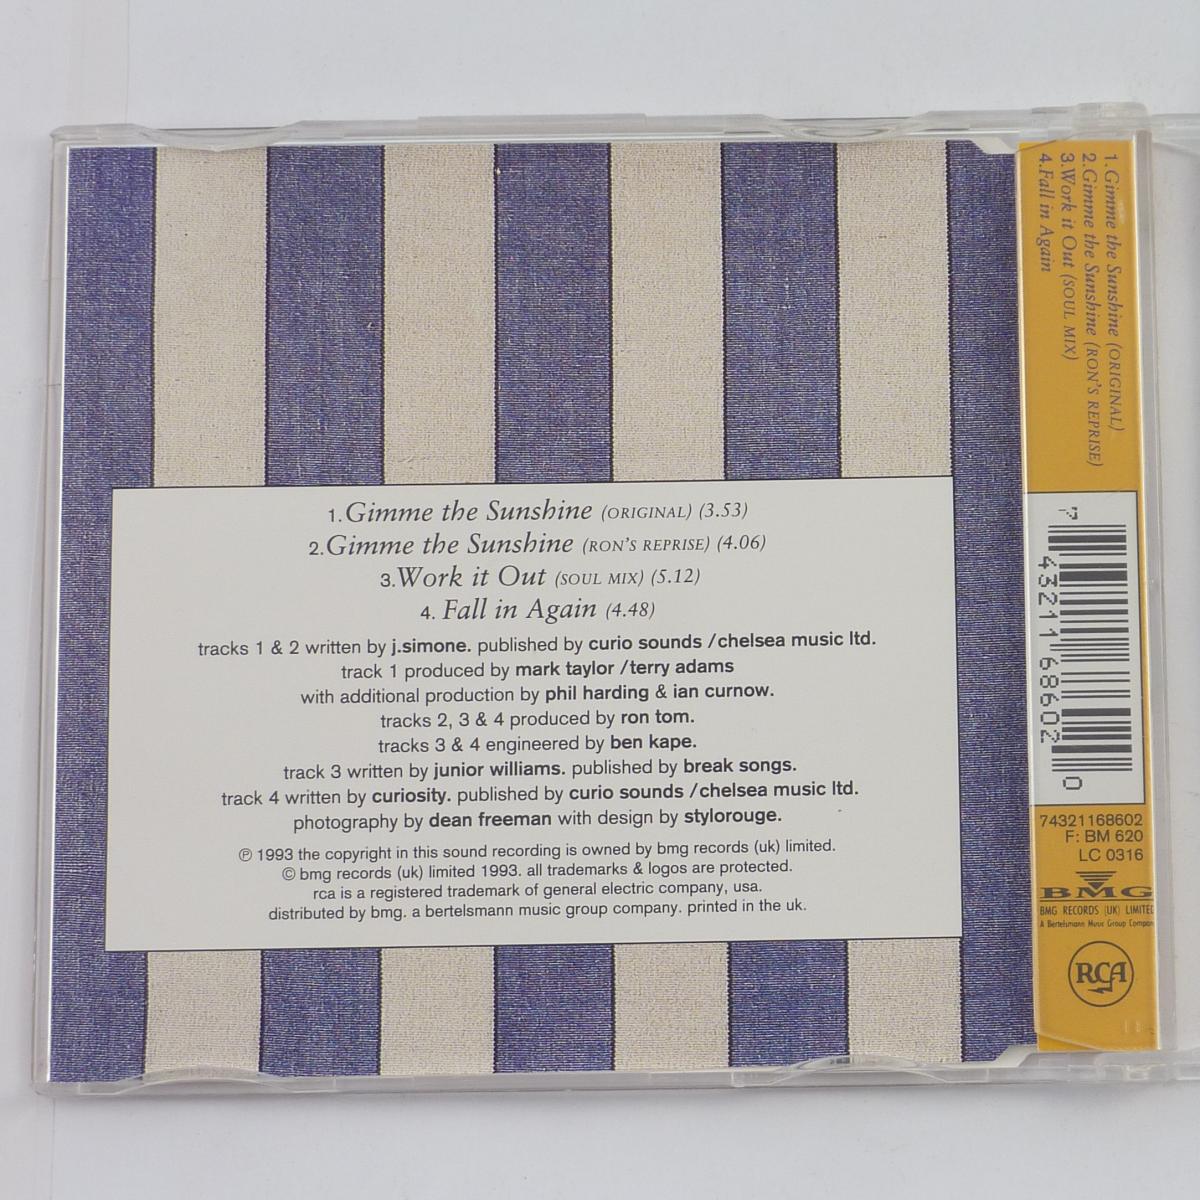 1.Gimme the Sunshine (ORIGINAL) (3.53)
2.Gimme the Sunshine (RON'S REPRISE) (4.06)
3.Work it Out (SOUL MIX) (5.12)
4. Fall in Again (4.48)
tracks 1 & 2 written by j.simone. published by curio sounds /chelsea music ltd.
track 1 produced by mark taylor /terry adams
with additional production by phil harding & ian curnow.
tracks 2, 3 & 4 produced by ron tom.
tracks 3 & 4 engineered by ben kape.
track 3 written by junior williams. published by break songs.
track 4 written by curiosity. published by curio sounds /chelsea music ltd.
photography by dean freeman with design by stylorouge.
℗ 1993 the copyright in this sound recording is owned by bmg records (uk) limited.
© bmg records (uk) limited 1993. all trademarks & logos are protected.
rca is a registered trademark of general electric company, usa.
distributed by bmg. a bertelsmann music group company. printed in the uk.
1.Gimme the Sunshine (ORIGINAL)
2.Gimme the Sunshine (RON'S REPRISE)
3.Work it Out (SOUL MIX)
4.Fall in Again
7 43211 68602 0
74321168602
F: BM 620
LC 0316
BMG
BMG RECORDS (UK) LIMITED
A Bertelsmann Music Group Company
RCA